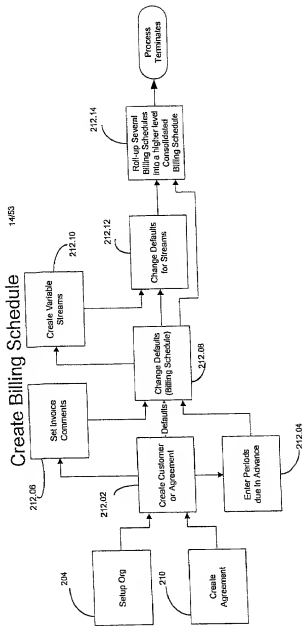 Create Billing Schedule
14/53
204
Setup Org
210
Create
Agreement
212.02
Create Customer
or Agreement
212.06
Set Invoice
Comments
Enter Periods
due In Advance
212.04
Defaults
Change Defaults
(Billing Schedule)
212.08
Create Variable
Streams
212.10
Change Defaults
for Streams
212.12
212.14
Roll-up Several
Billing Schedules
into a higher level
Consolidated
Billing Schedule
Process
Terminates